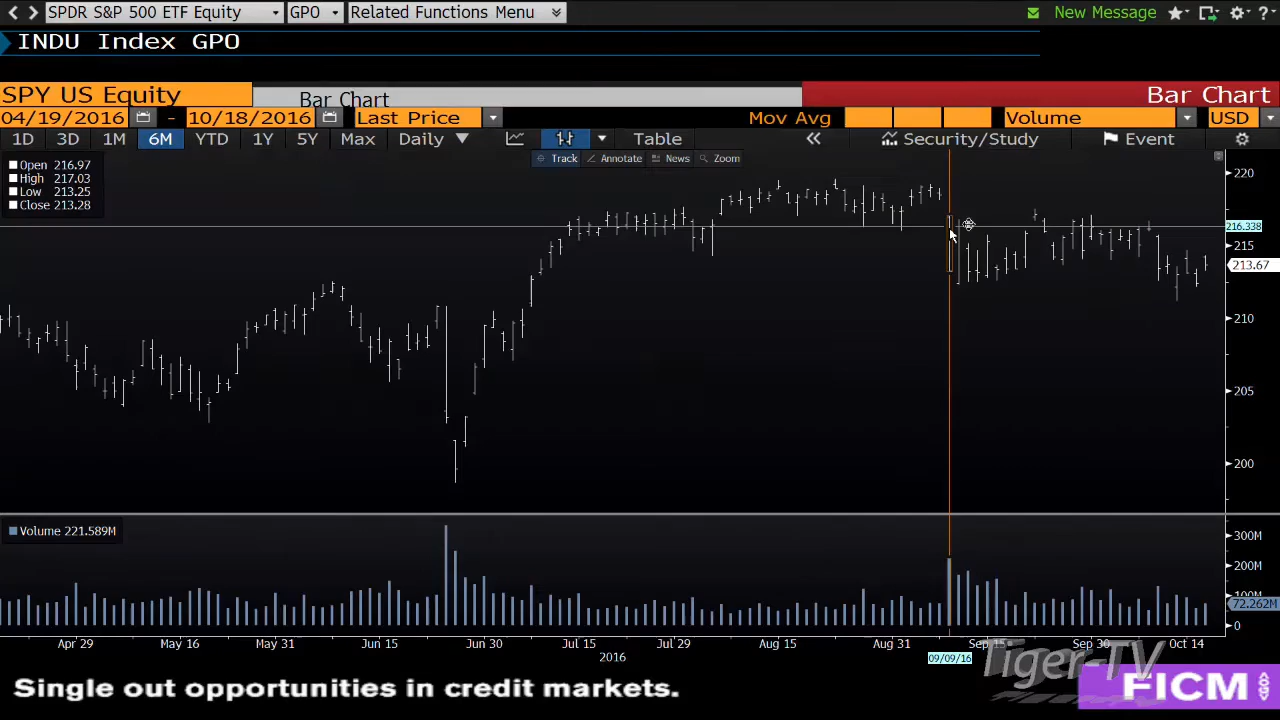 SPDR S&P 500 ETF Equity GPO Related Functions Menu New Message ?
INDU Index GPO
SPY US Equity Bar Chart Bar Chart
04/19/2016 - 10/18/2016 Last Price Mov Avg Volume USD
1D 3D 1M 6M YTD 1Y 5Y Max Daily Table Security/Study Event
Track Annotate News Zoom
Open 216.97
High 217.03
Low 213.25
Close 213.28
220
216.338
215
213.67
210
205
200
Volume 221.589M
300M
200M
100M
72.262M
0
Apr 29 May 16 May 31 Jun 15 Jun 30 Jul 15 Jul 29 Aug 15 Aug 31 Sep 15 Sep 30 Oct 14
2016 09/09/16
Tiger-TV
Single out opportunities in credit markets.
FICM